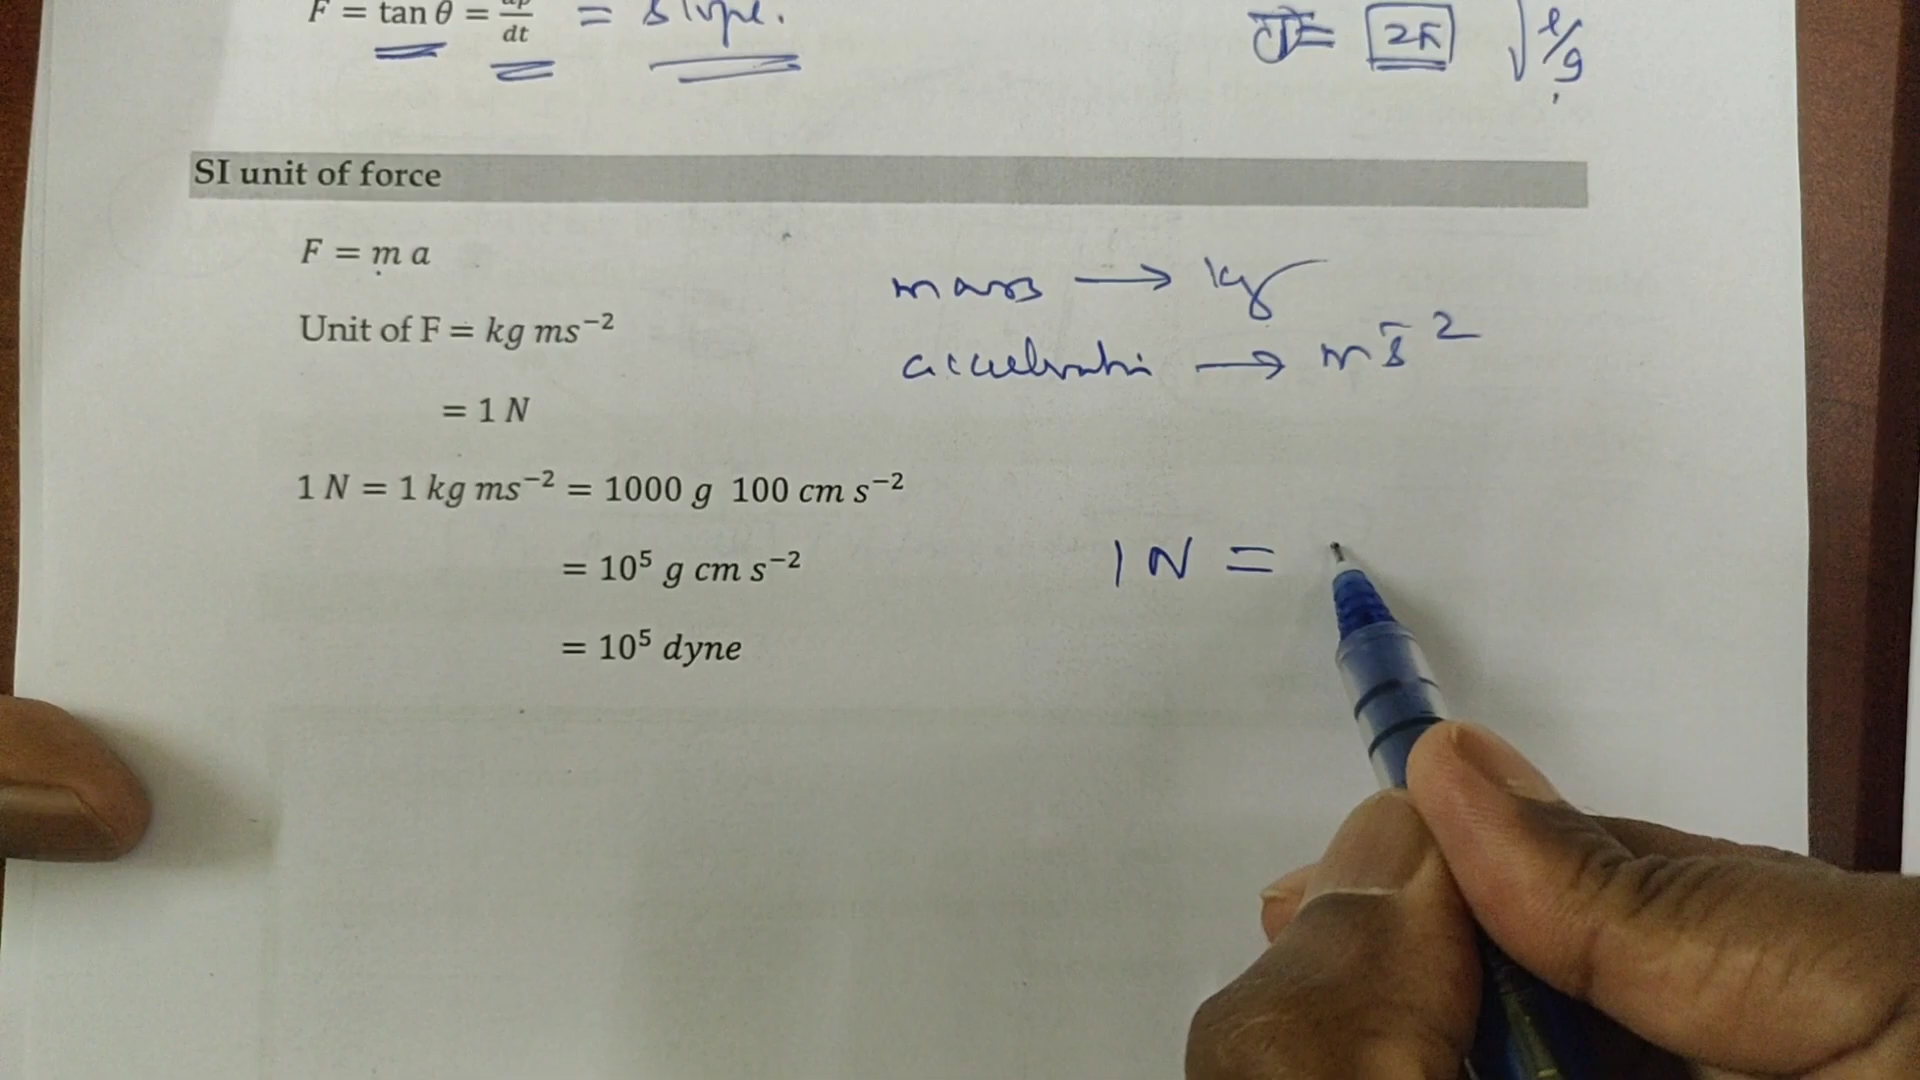 F = tan θ = dp/dt = slope.
T = 2π √l/g
SI unit of force
F = m a
mass → kg
Unit of F = kg ms⁻²
acceleration → m s⁻²
= 1 N
1 N = 1 kg ms⁻² = 1000 g 100 cm s⁻²
1 N =
= 10⁵ g cm s⁻²
= 10⁵ dyne